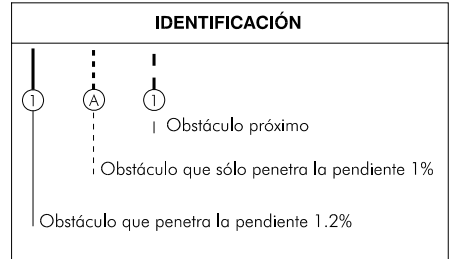 IDENTIFICACIÓN
1 A 1
Obstáculo próximo
Obstáculo que sólo penetra la pendiente 1%
Obstáculo que penetra la pendiente 1.2%